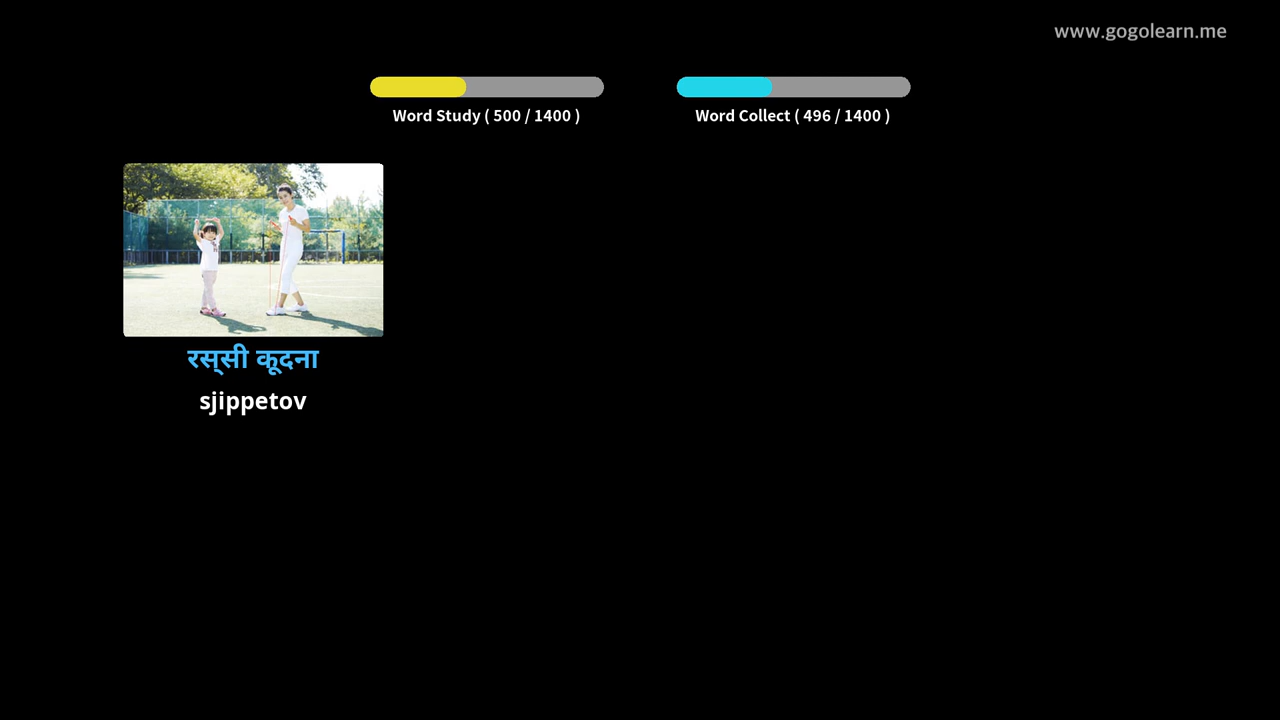 www.gogolearn.me
Word Study ( 500 / 1400 )
Word Collect ( 496 / 1400 )
रस्‌सी कूदना
sjippetov